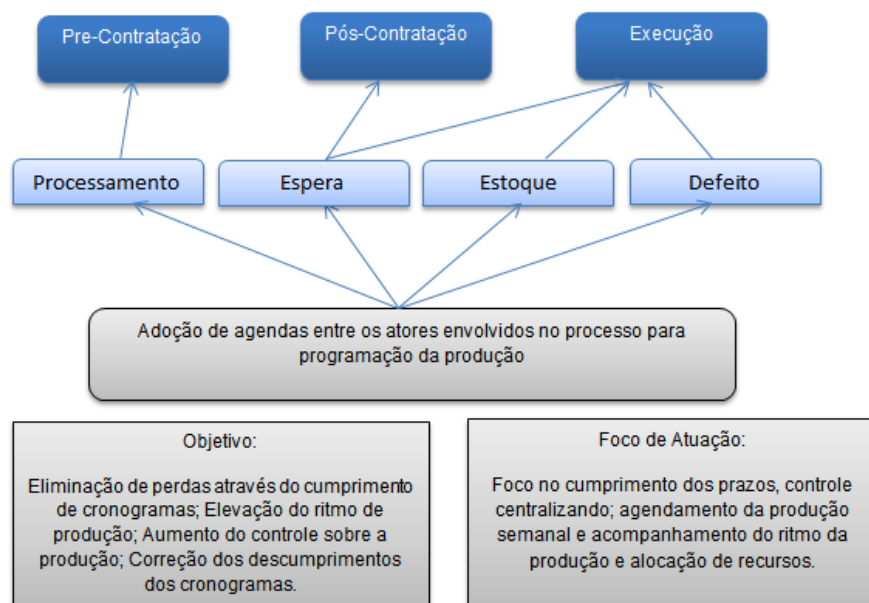 Pre-Contratação
Pós-Contratação
Execução
Processamento
Espera
Estoque
Defeito
Adoção de agendas entre os atores envolvidos no processo para
programação da produção
Objetivo:
Eliminação de perdas através do cumprimento
de cronogramas; Elevação do ritmo de
produção; Aumento do controle sobre a
produção; Correção dos descumprimentos
dos cronogramas.
Foco de Atuação:
Foco no cumprimento dos prazos, controle
centralizando; agendamento da produção
semanal e acompanhamento do ritmo da
produção e alocação de recursos.